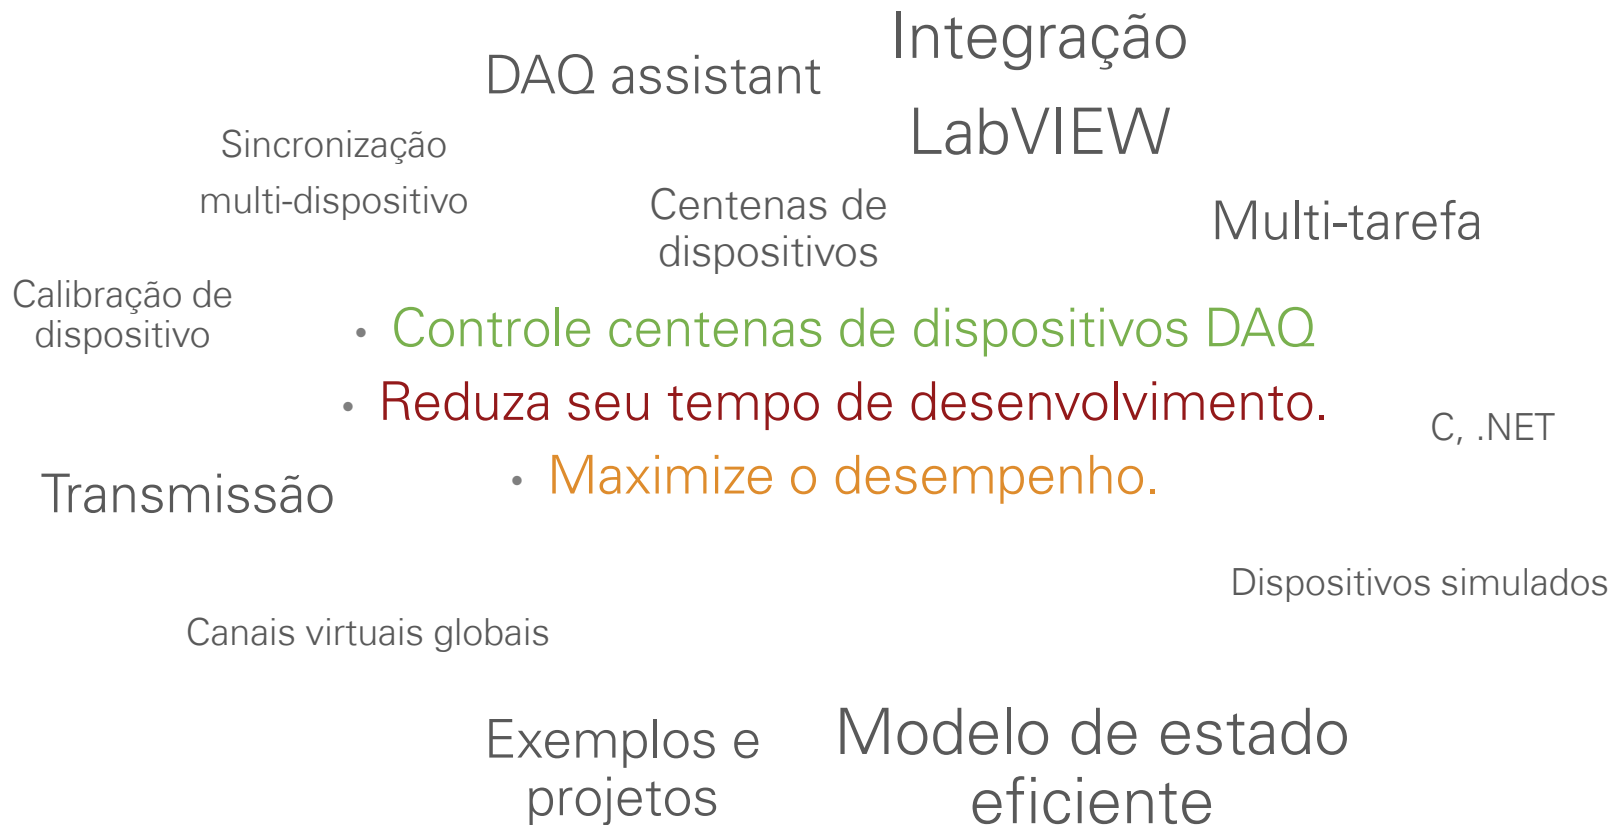 Integração
LabVIEW
DAQ assistant
Sincronização
multi-dispositivo
Centenas de
dispositivos
Multi-tarefa
Calibração de
dispositivo
• Controle centenas de dispositivos DAQ
• Reduza seu tempo de desenvolvimento.
• Maximize o desempenho.
C, .NET
Transmissão
Dispositivos simulados
Canais virtuais globais
Exemplos e
projetos
Modelo de estado
eficiente